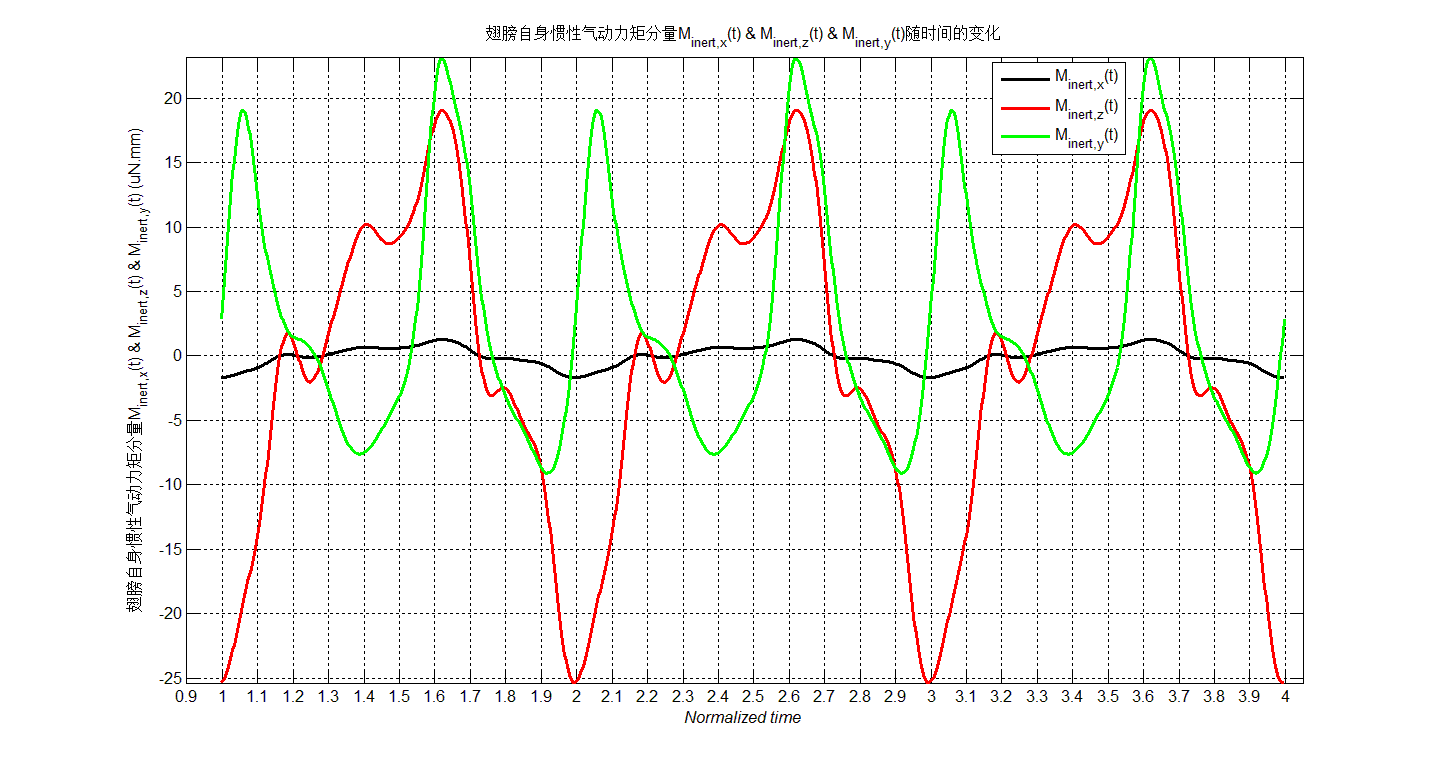 翅膀自身惯性气动力矩分量Minert,x(t) & Minert,z(t) & Minert,y(t)随时间的变化
翅膀自身惯性气动力矩分量Minert,x(t) & Minert,z(t) & Minert,y(t) (uN.mm)
Minert,x(t)
Minert,z(t)
Minert,y(t)
20
15
10
5
0
-5
-10
-15
-20
-25
0.9 1 1.1 1.2 1.3 1.4 1.5 1.6 1.7 1.8 1.9 2 2.1 2.2 2.3 2.4 2.5 2.6 2.7 2.8 2.9 3 3.1 3.2 3.3 3.4 3.5 3.6 3.7 3.8 3.9 4
Normalized time